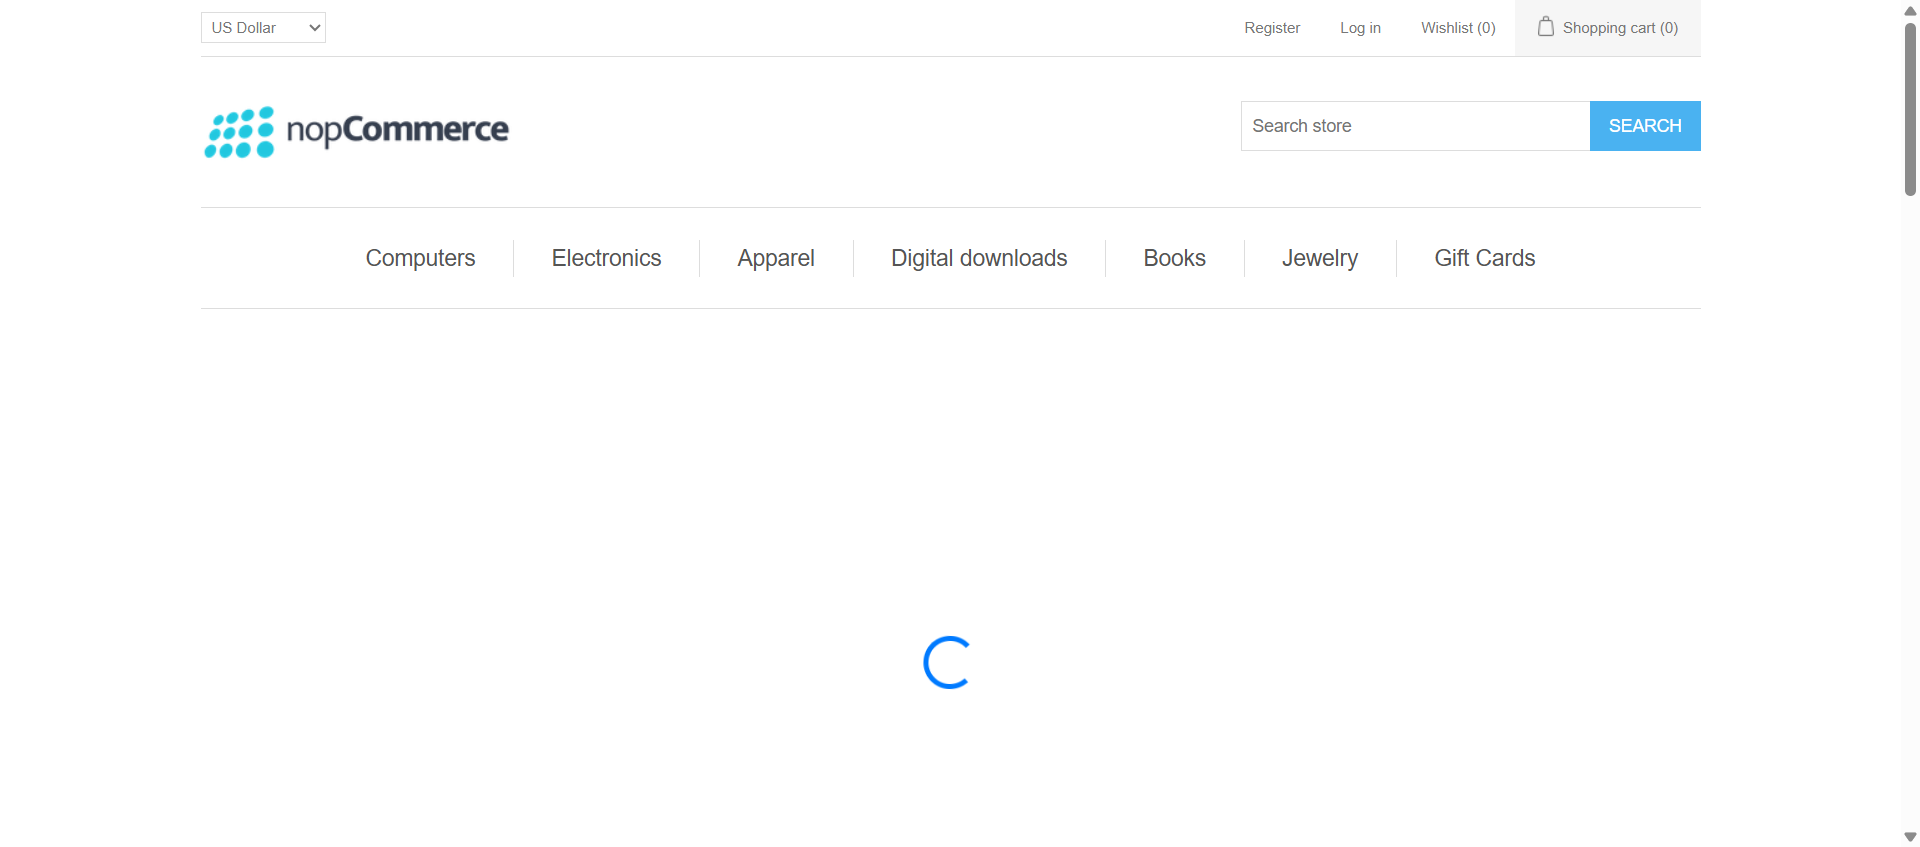 US Dollar
Register
Log in
Wishlist (0)
Shopping cart (0)
nopCommerce
Search store
SEARCH
Computers
Electronics
Apparel
Digital downloads
Books
Jewelry
Gift Cards